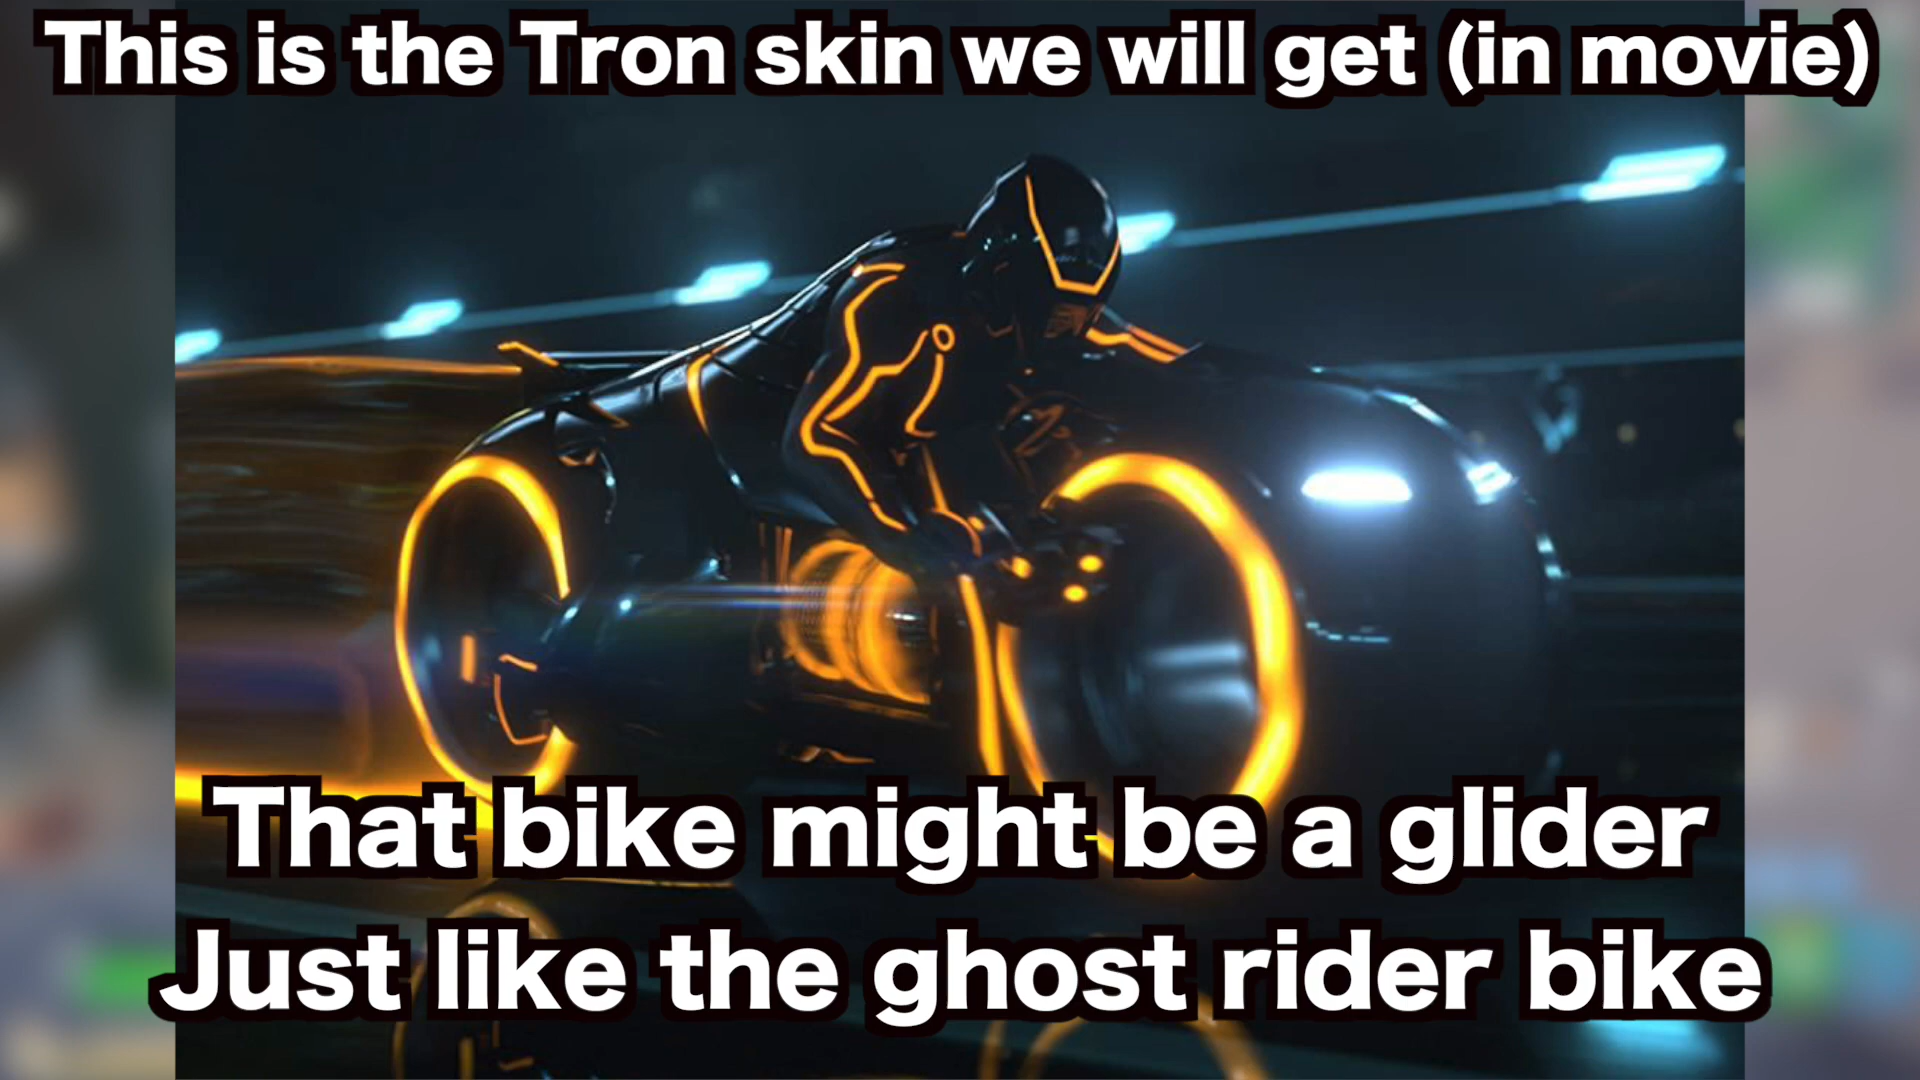 This is the Tron skin we will get (in movie)
That bike might be a glider
Just like the ghost rider bike